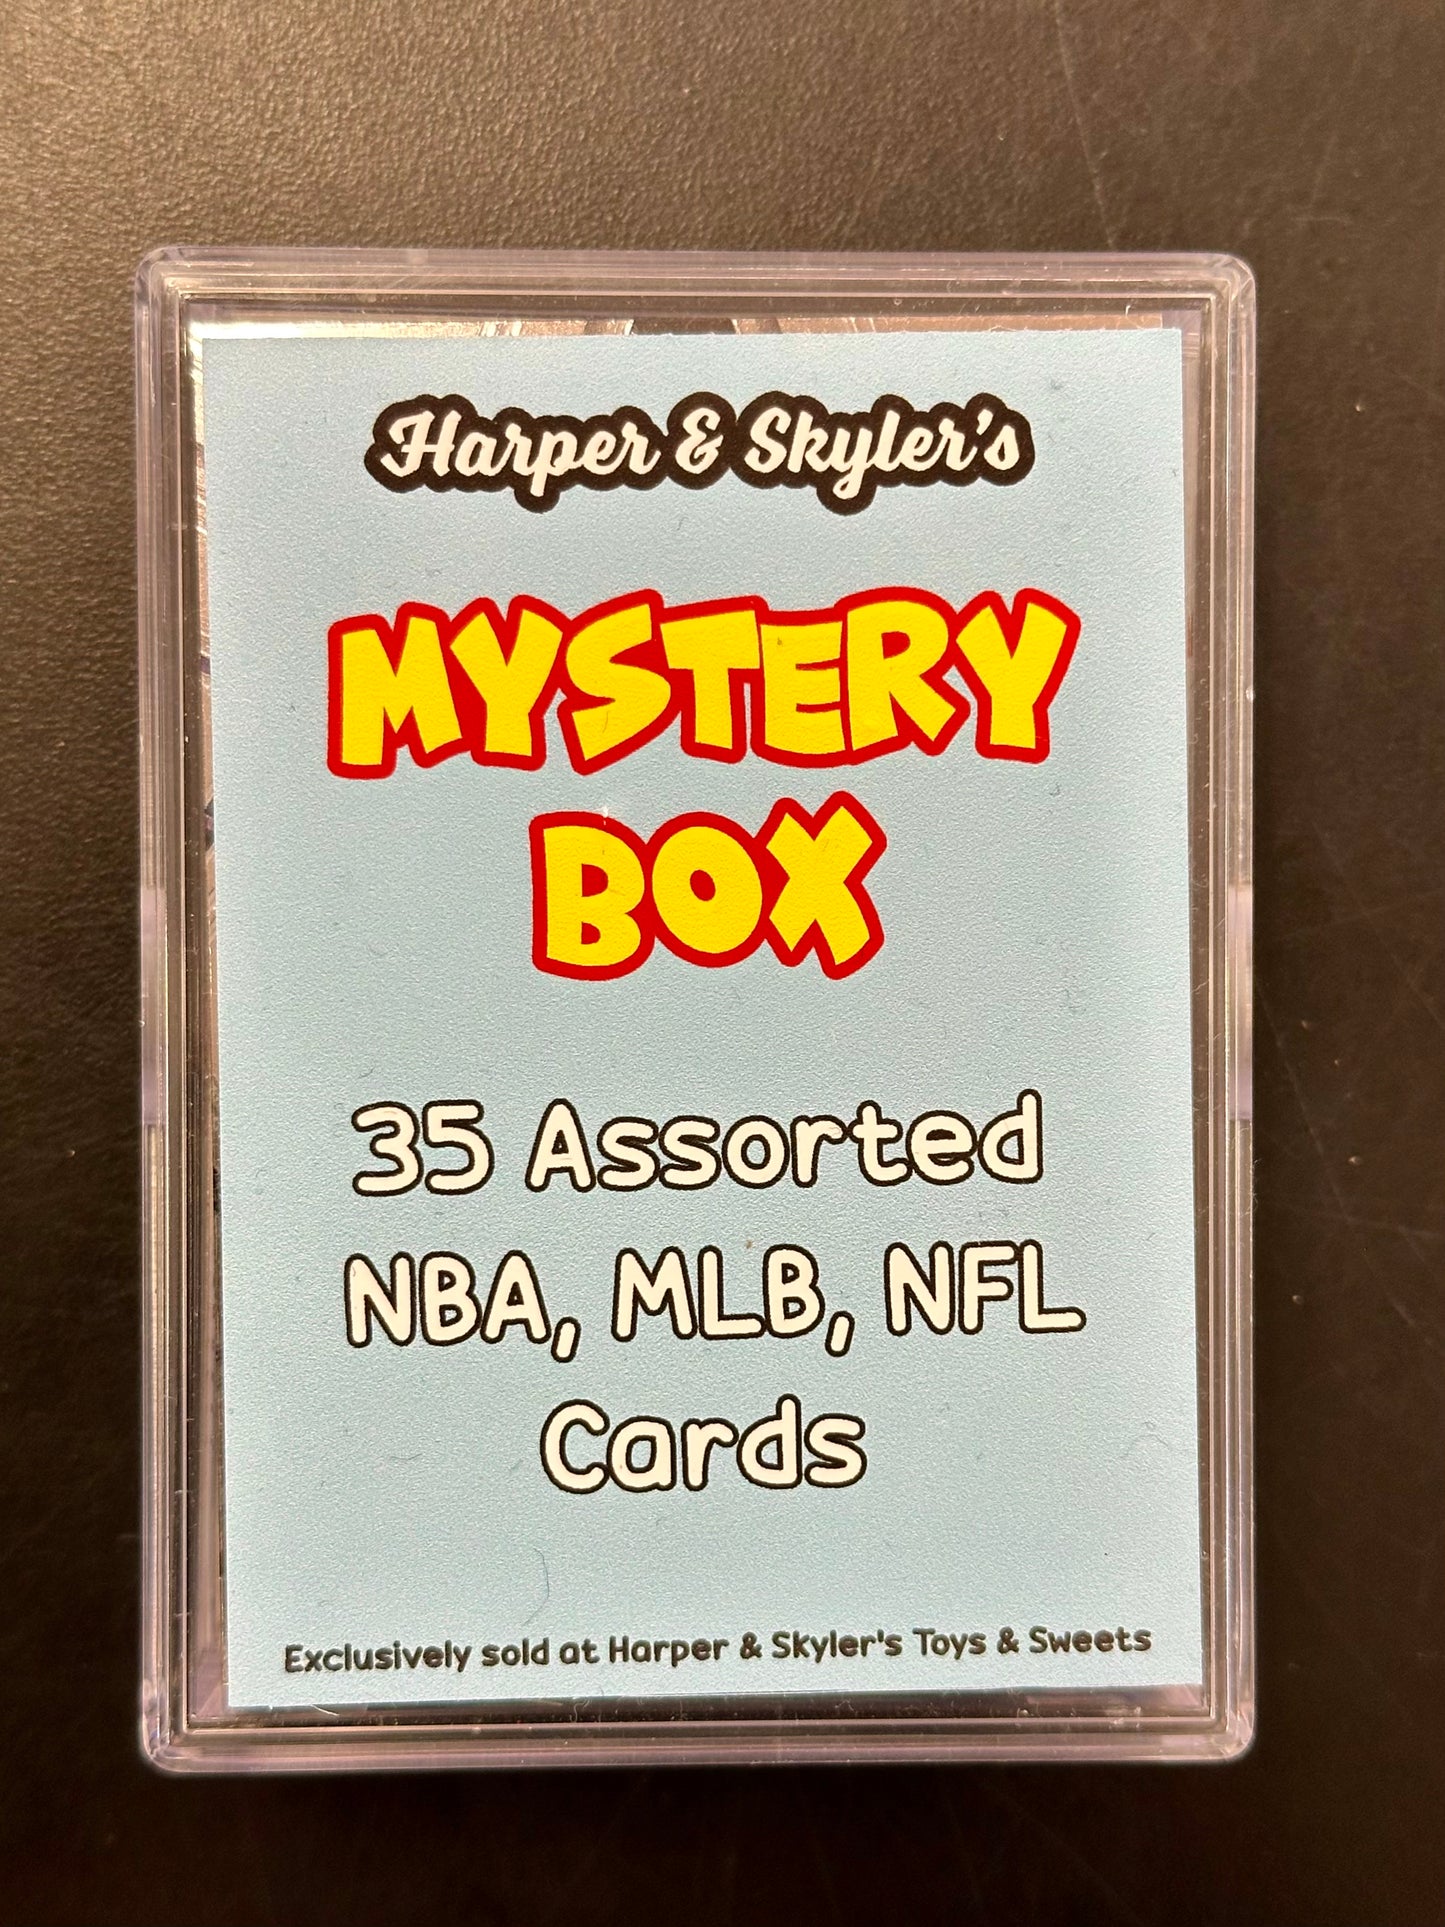 Harper & Skyler's
MYSTERY
BOX
35 Assorted
NBA, MLB, NFL
Cards
Exclusively sold at Harper & Skyler's Toys & Sweets